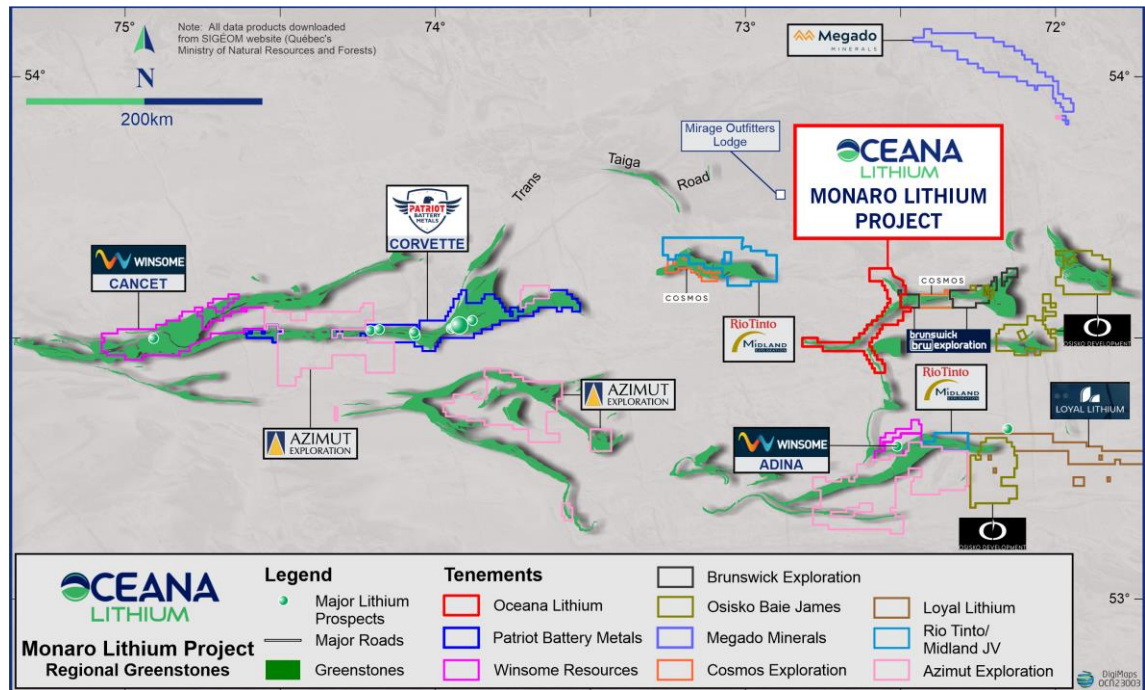 75°
74°
73°
72°
Note: All data products downloaded
from SIGÉOM website (Québec's
Ministry of Natural Resources and Forests)
N
200km
54°
54°
Megado
MINERALS
Mirage Outfitters
Lodge
OCEANA
LITHIUM
MONARO LITHIUM
PROJECT
Taiga
Road
Trans
PATRIOT
BATTERY
METALS
CORVETTE
WINSOME
CANCET
COSMOS
COSMOS
RioTinto
MIDLAND
EXPLORATION
brunswick
brw exploration
OSISKO DEVELOPMENT
RioTinto
MIDLAND
EXPLORATION
LOYAL LITHIUM
AZIMUT
EXPLORATION
AZIMUT
EXPLORATION
WINSOME
ADINA
OSISKO DEVELOPMENT
53°
OCEANA
LITHIUM
Monaro Lithium Project
Regional Greenstones
Legend
Major Lithium
Prospects
Major Roads
Greenstones
Tenements
Oceana Lithium
Patriot Battery Metals
Winsome Resources
Brunswick Exploration
Osisko Baie James
Megado Minerals
Cosmos Exploration
Loyal Lithium
Rio Tinto/
Midland JV
Azimut Exploration
DigiMaps
OCN23003